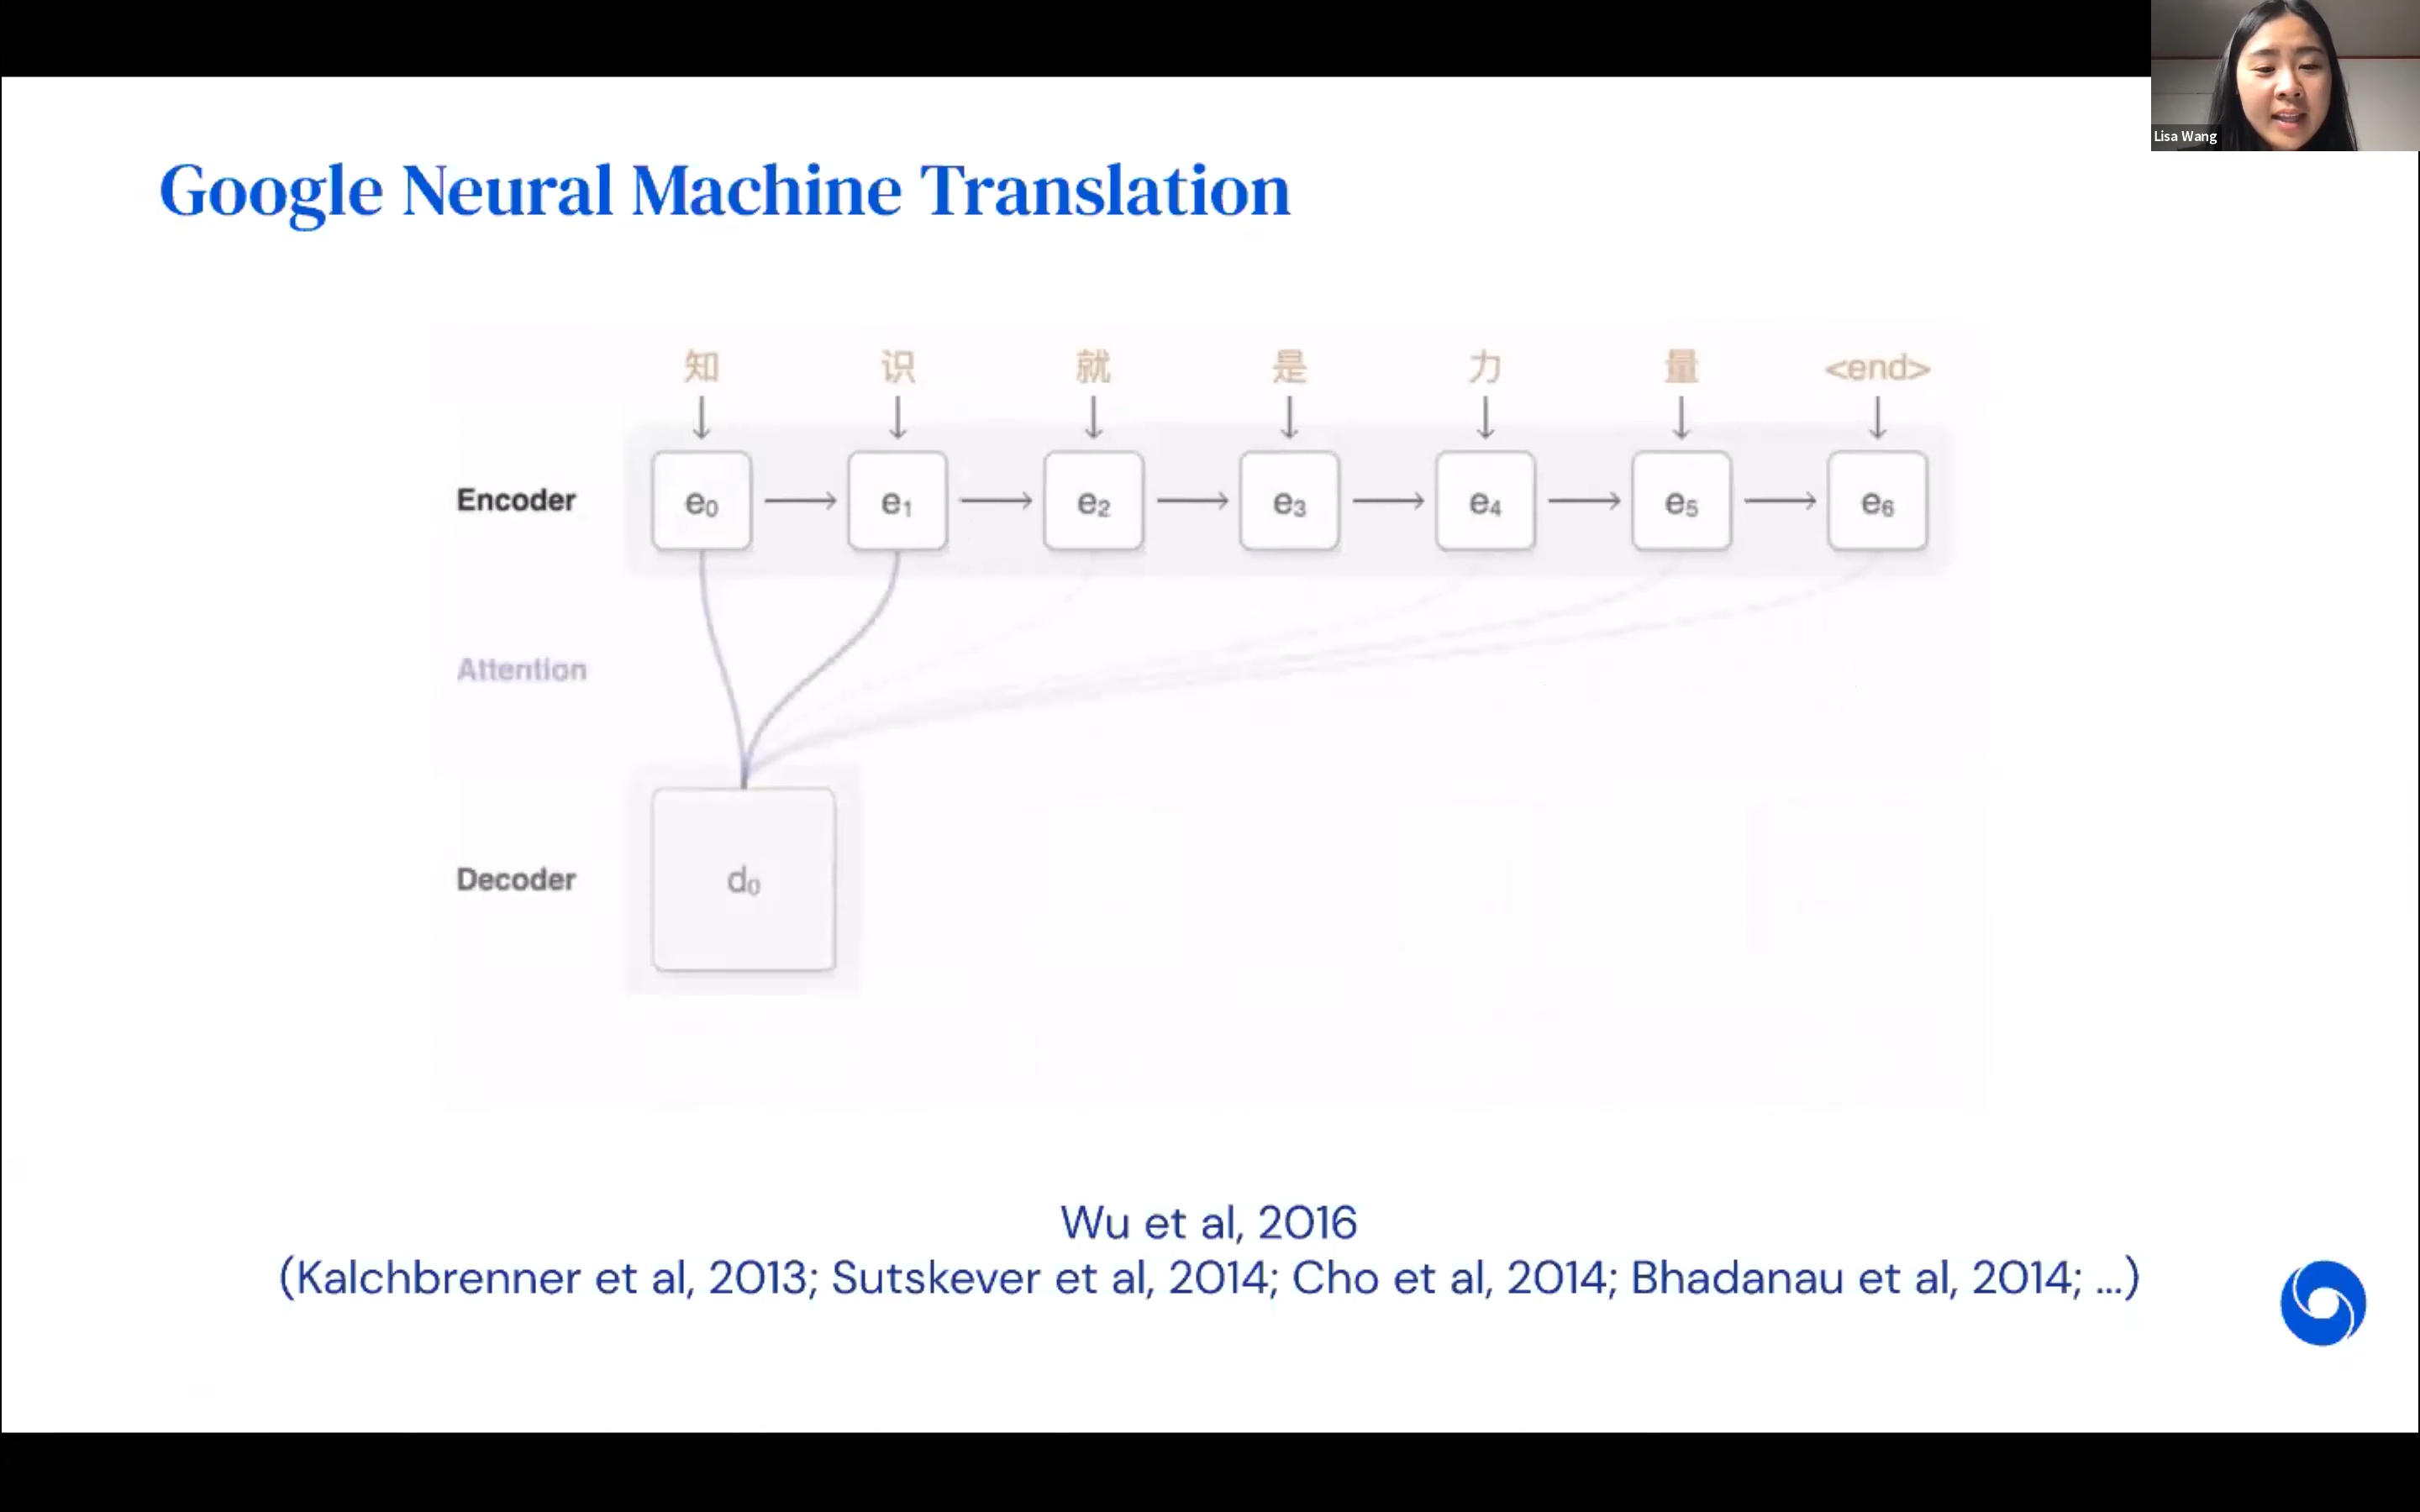 Lisa Wang
Google Neural Machine Translation
知 识 就 是 力 量 <end>
Encoder e₀ e₁ e₂ e₃ e₄ e₅ e₆
Attention
Decoder d₀
Wu et al, 2016
(Kalchbrenner et al, 2013; Sutskever et al, 2014; Cho et al, 2014; Bhadanau et al, 2014; ...)